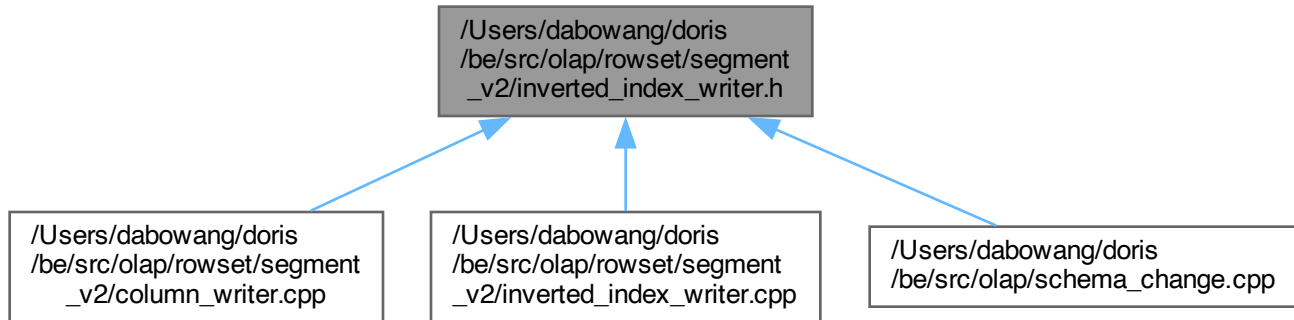 /Users/dabowang/doris
/be/src/olap/rowset/segment
_v2/inverted_index_writer.h
/Users/dabowang/doris
/be/src/olap/rowset/segment
_v2/column_writer.cpp
/Users/dabowang/doris
/be/src/olap/rowset/segment
_v2/inverted_index_writer.cpp
/Users/dabowang/doris
/be/src/olap/schema_change.cpp